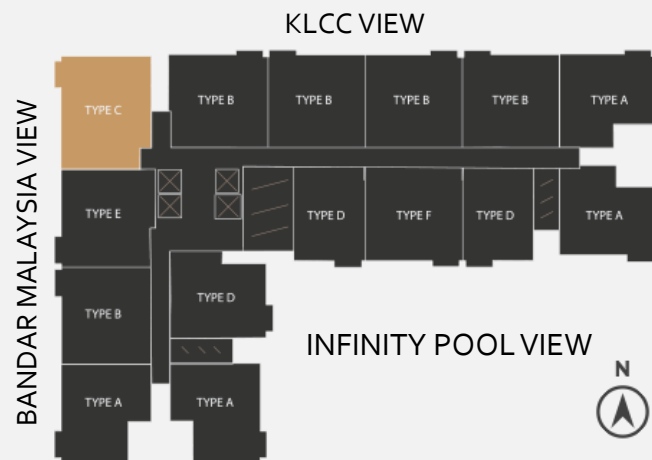 KLCC VIEW
BANDAR MALAYSIA VIEW
TYPE C
TYPE B
TYPE B
TYPE B
TYPE B
TYPE A
TYPE E
TYPE D
TYPE F
TYPE D
TYPE A
TYPE B
TYPE D
INFINITY POOL VIEW
N
TYPE A
TYPE A